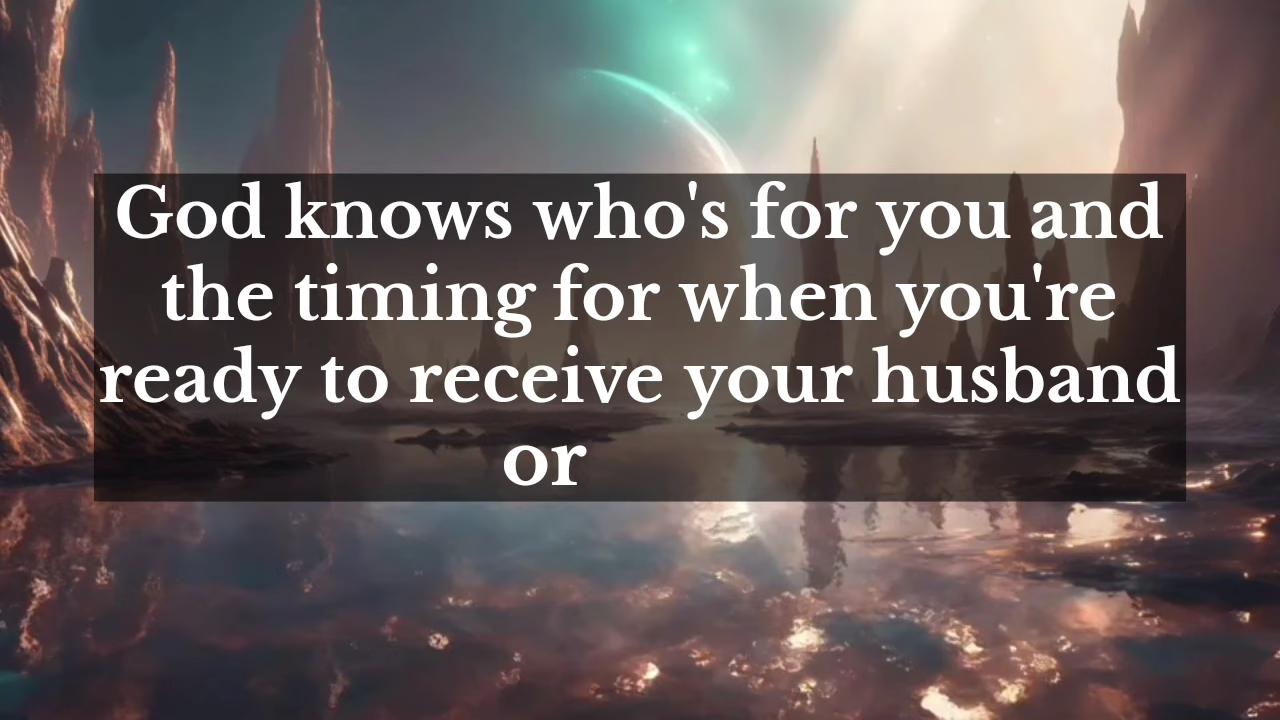 God knows who's for you and
the timing for when you're
ready to receive your husband
or